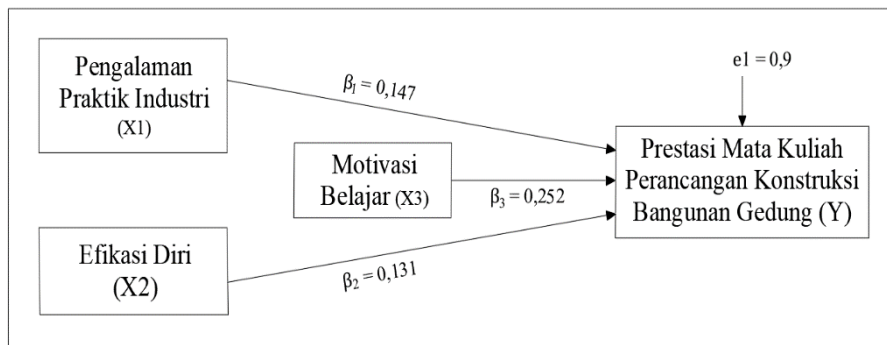 Pengalaman
Praktik Industri
(X1)
β₁ = 0,147
e1 = 0,9
Motivasi
Belajar (X3)
β₃ = 0,252
Prestasi Mata Kuliah
Perancangan Konstruksi
Bangunan Gedung (Y)
Efikasi Diri
(X2)
β₂ = 0,131